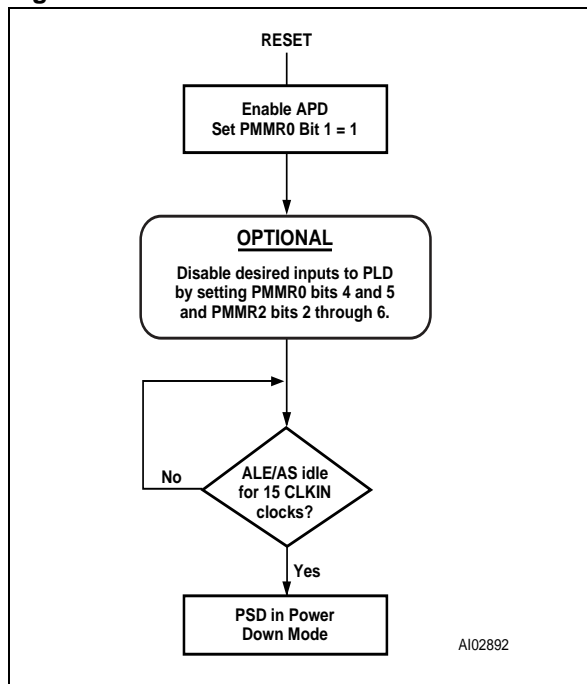 RESET
Enable APD
Set PMMR0 Bit 1 = 1
OPTIONAL
Disable desired inputs to PLD
by setting PMMR0 bits 4 and 5
and PMMR2 bits 2 through 6.
No
ALE/AS idle
for 15 CLKIN
clocks?
Yes
PSD in Power
Down Mode
AI02892